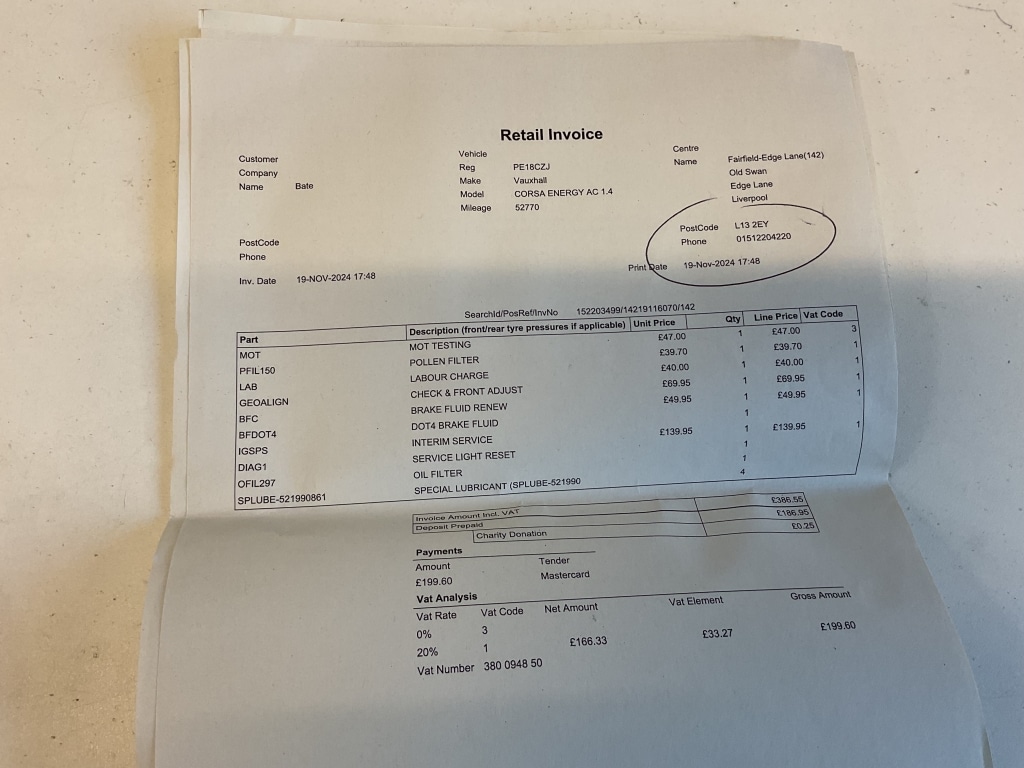 Retail Invoice
Customer
Company
Name Bate
PostCode
Phone
Inv. Date 19-NOV-2024 17:48
Vehicle
Reg PE18CZJ
Make Vauxhall
Model CORSA ENERGY AC 1.4
Mileage 52770
Centre
Name Fairfield-Edge Lane(142)
Old Swan
Edge Lane
Liverpool
PostCode L13 2EY
Phone 01512204220
Print Date 19-Nov-2024 17:48
SearchId/PosRef/InvNo 152203499/14219116070/142
Part Description (front/rear tyre pressures if applicable) Unit Price Qty Line Price Vat Code
MOT MOT TESTING £47.00 1 £47.00 3
PFIL150 POLLEN FILTER £39.70 1 £39.70 1
LAB LABOUR CHARGE £40.00 1 £40.00 1
GEOALIGN CHECK & FRONT ADJUST £69.95 1 £69.95 1
BFC BRAKE FLUID RENEW £49.95 1 £49.95 1
BFDOT4 DOT4 BRAKE FLUID 1
IGSPS INTERIM SERVICE £139.95 1 £139.95 1
DIAG1 SERVICE LIGHT RESET 1
OFIL297 OIL FILTER 1
SPLUBE-521990861 SPECIAL LUBRICANT (SPLUBE-521990 4
Invoice Amount Incl. VAT £386.55
Deposit Prepaid £186.95
Charity Donation £0.25
Payments
Amount Tender
£199.60 Mastercard
Vat Analysis
Vat Rate Vat Code Net Amount Vat Element Gross Amount
0% 3
20% 1 £166.33 £33.27 £199.60
Vat Number 380 0948 50